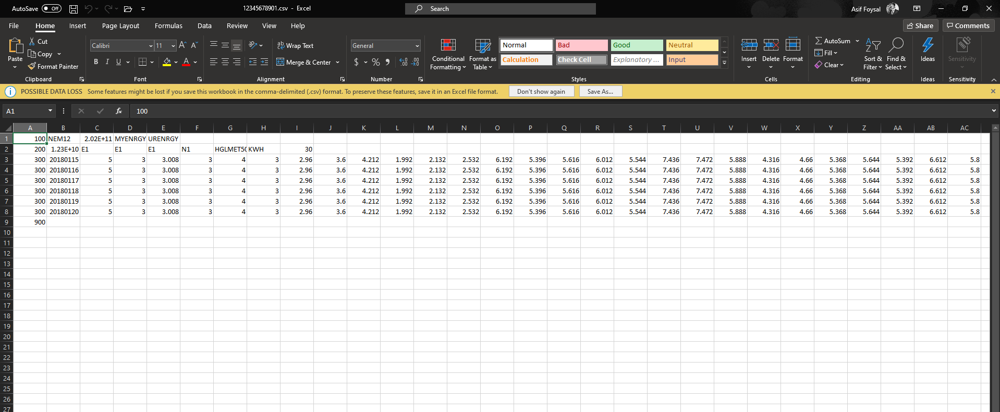 AutoSave Off 12345678901.csv - Excel Search Asif Foysal
File Home Insert Page Layout Formulas Data Review View Help Share Comments
Paste Cut Copy Format Painter
Clipboard
Calibri 11 A A
B I U A
Font
Wrap Text
Merge & Center
Alignment
General
$ % 9
Number
Conditional Formatting Format as Table
Normal Bad Good Neutral
Calculation Check Cell Explanatory ... Input
Styles
Insert Delete Format
Cells
AutoSum Fill Clear Sort & Filter Find & Select
Editing
Ideas
Ideas
Sensitivity
Sensitivity
POSSIBLE DATA LOSS Some features might be lost if you save this workbook in the comma-delimited (.csv) format. To preserve these features, save it in an Excel file format. Don't show again Save As...
A1 fx 100
A B C D E F G H I J K L M N O P Q R S T U V W X Y Z AA AB AC
1 100 NEM12 2.02E+11 MYENRGY URENRGY
2 200 1.23E+10 E1 E1 E1 N1 HGLMET50 KWH 30
3 300 20180115 5 3 3.008 3 4 3 2.96 3.6 4.212 1.992 2.132 2.532 6.192 5.396 5.616 6.012 5.544 7.436 7.472 5.888 4.316 4.66 5.368 5.644 5.392 6.612 5.8
4 300 20180116 5 3 3.008 3 4 3 2.96 3.6 4.212 1.992 2.132 2.532 6.192 5.396 5.616 6.012 5.544 7.436 7.472 5.888 4.316 4.66 5.368 5.644 5.392 6.612 5.8
5 300 20180117 5 3 3.008 3 4 3 2.96 3.6 4.212 1.992 2.132 2.532 6.192 5.396 5.616 6.012 5.544 7.436 7.472 5.888 4.316 4.66 5.368 5.644 5.392 6.612 5.8
6 300 20180118 5 3 3.008 3 4 3 2.96 3.6 4.212 1.992 2.132 2.532 6.192 5.396 5.616 6.012 5.544 7.436 7.472 5.888 4.316 4.66 5.368 5.644 5.392 6.612 5.8
7 300 20180119 5 3 3.008 3 4 3 2.96 3.6 4.212 1.992 2.132 2.532 6.192 5.396 5.616 6.012 5.544 7.436 7.472 5.888 4.316 4.66 5.368 5.644 5.392 6.612 5.8
8 300 20180120 5 3 3.008 3 4 3 2.96 3.6 4.212 1.992 2.132 2.532 6.192 5.396 5.616 6.012 5.544 7.436 7.472 5.888 4.316 4.66 5.368 5.644 5.392 6.612 5.8
9 900
10
11
12
13
14
15
16
17
18
19
20
21
22
23
24
25
26
27